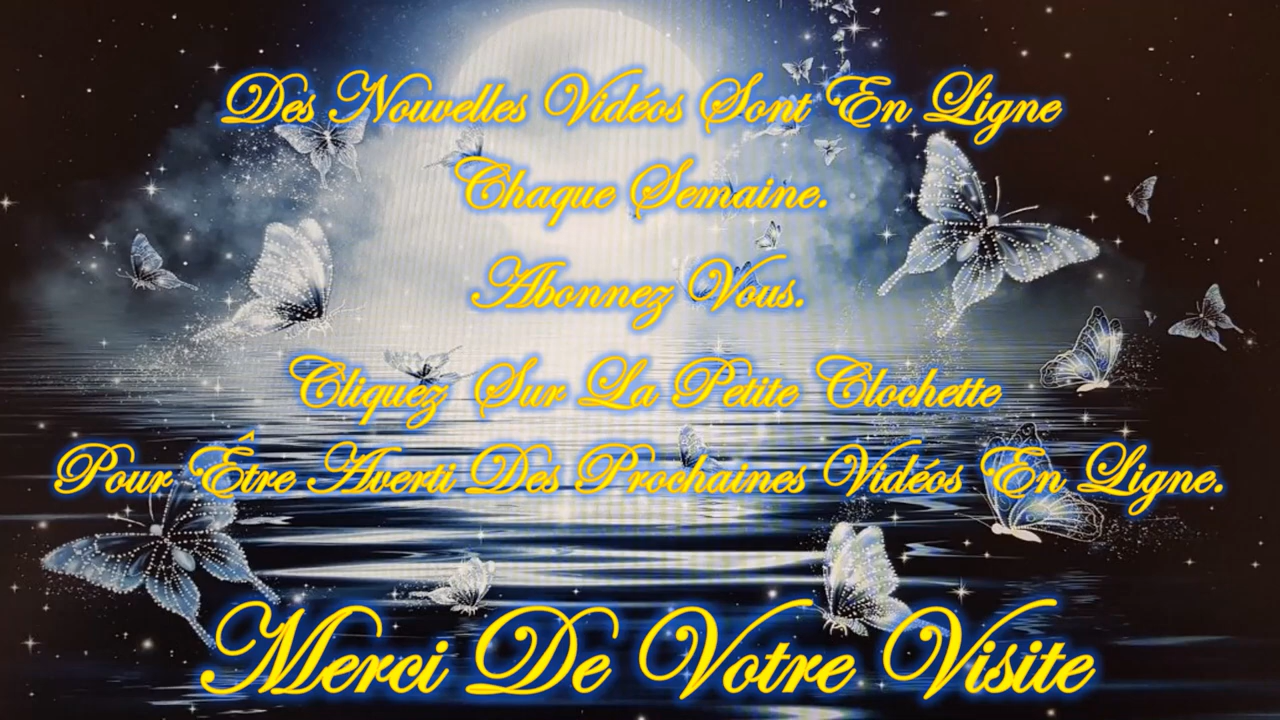 Des Nouvelles Vidéos Sont En Ligne
Chaque Semaine.
Abonnez Vous.
Cliquez Sur La Petite Clochette
Pour Être Averti Des Prochaines Vidéos En Ligne.
Merci De Votre Visite